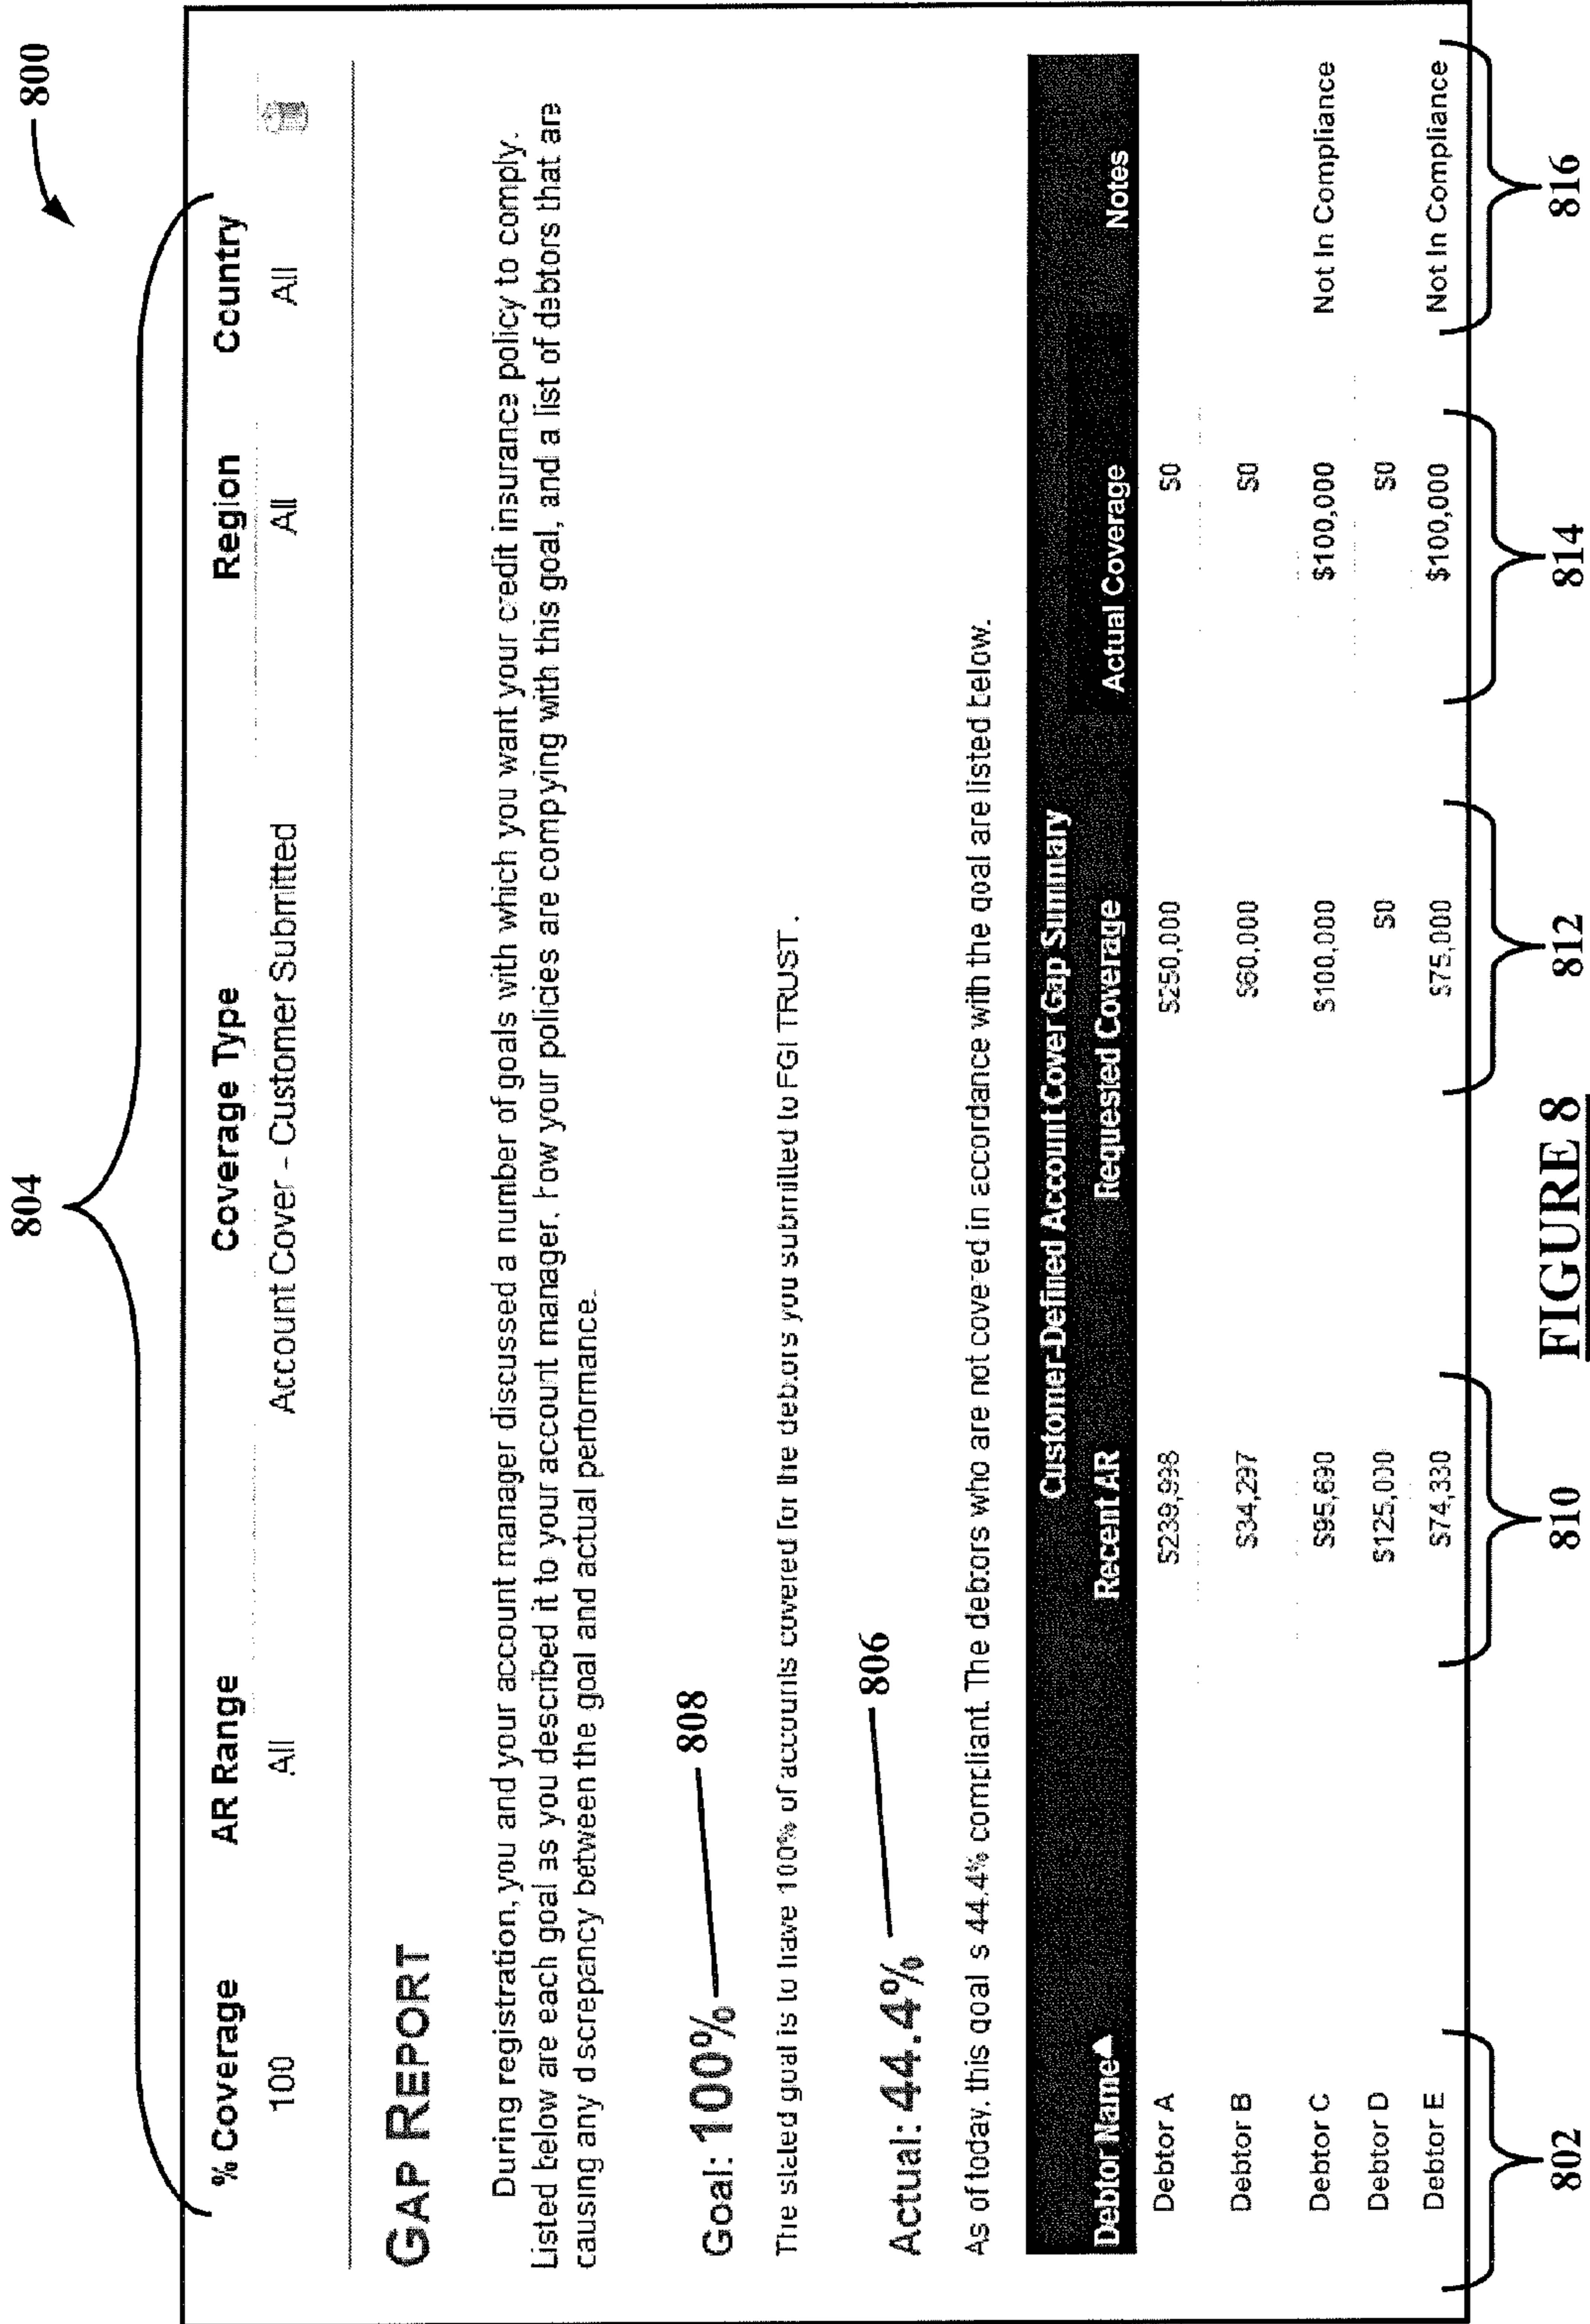 800
804
% Coverage AR Range Coverage Type Region Country
100 All Account Cover - Customer Submitted All All
GAP REPORT
During registration, you and your account manager discussed a number of goals with which you want your credit insurance policy to comply.
Listed below are each goal as you described it to your account manager, how your policies are compying with this goal, and a list of debtors that are
causing any d screpancy between the goal and actual performance.
Goal: 100% 808
The stated goal is to have 100% of accounts covered for the debtors you submitted to FGI TRUST.
Actual: 44.4% 806
As of today, this goal s 44.4% compliant. The debtors who are not covered in accordance with the goal are listed below.
Customer-Defined Account Cover Gap Summary
Debtor Name▲ Recent AR Requested Coverage Actual Coverage Notes
Debtor A $239,998 $250,000 $0
Debtor B $34,297 $60,000 $0
Debtor C $95,690 $100,000 $100,000 Not In Compliance
Debtor D $125,000 $0 $0
Debtor E $74,330 $75,000 $100,000 Not In Compliance
802 810 812 814 816
FIGURE 8